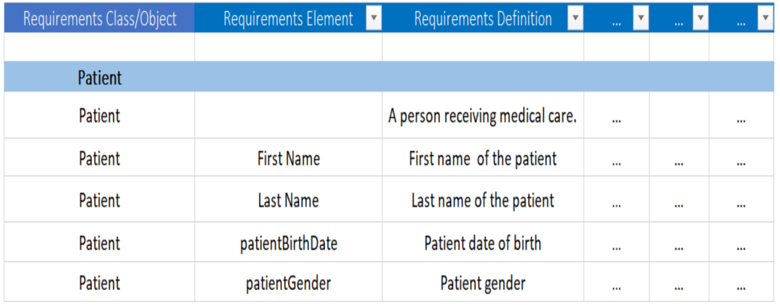 Requirements Class/Object Requirements Element Requirements Definition ... ... ...
Patient
Patient A person receiving medical care. ... ...
Patient First Name First name of the patient ... ... ...
Patient Last Name Last name of the patient ... ... ...
Patient patientBirthDate Patient date of birth ... ... ...
Patient patientGender Patient gender ... ... ...